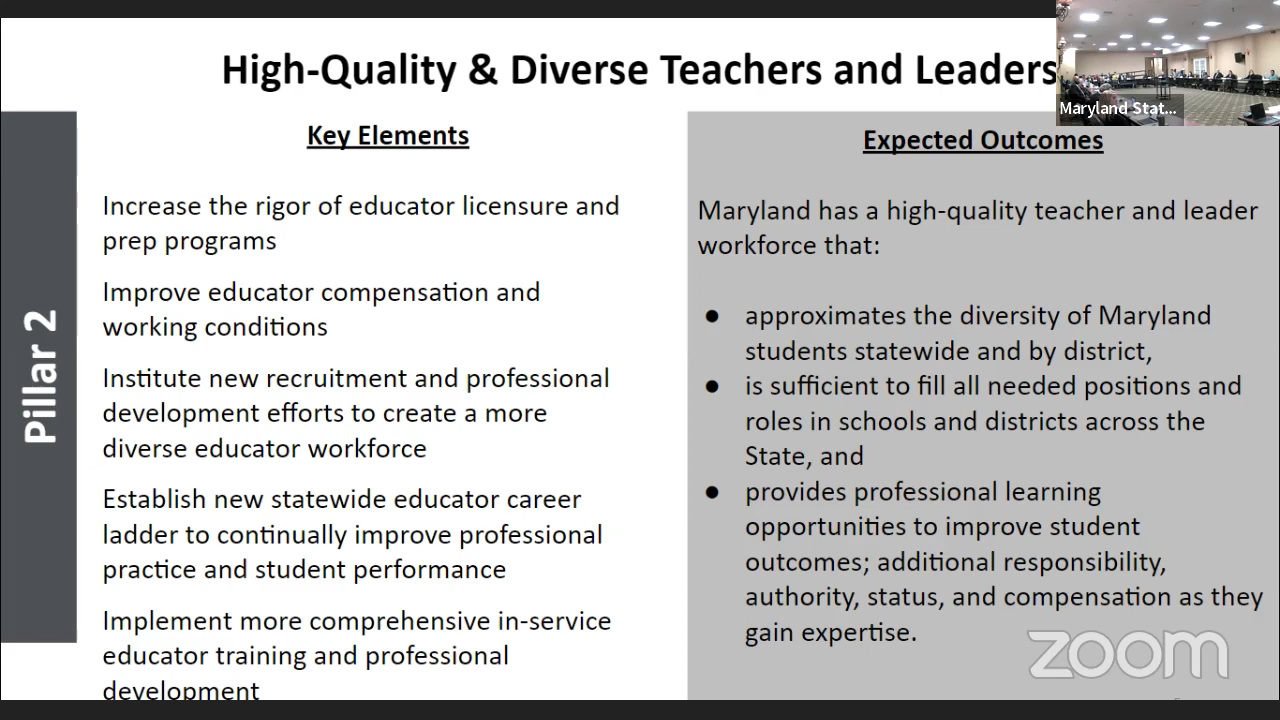 High-Quality & Diverse Teachers and Leaders
Maryland Stat...
Pillar 2
Key Elements
Increase the rigor of educator licensure and
prep programs
Improve educator compensation and
working conditions
Institute new recruitment and professional
development efforts to create a more
diverse educator workforce
Establish new statewide educator career
ladder to continually improve professional
practice and student performance
Implement more comprehensive in-service
educator training and professional
development
Expected Outcomes
Maryland has a high-quality teacher and leader
workforce that:
● approximates the diversity of Maryland
students statewide and by district,
● is sufficient to fill all needed positions and
roles in schools and districts across the
State, and
● provides professional learning
opportunities to improve student
outcomes; additional responsibility,
authority, status, and compensation as they
gain expertise.
zoom